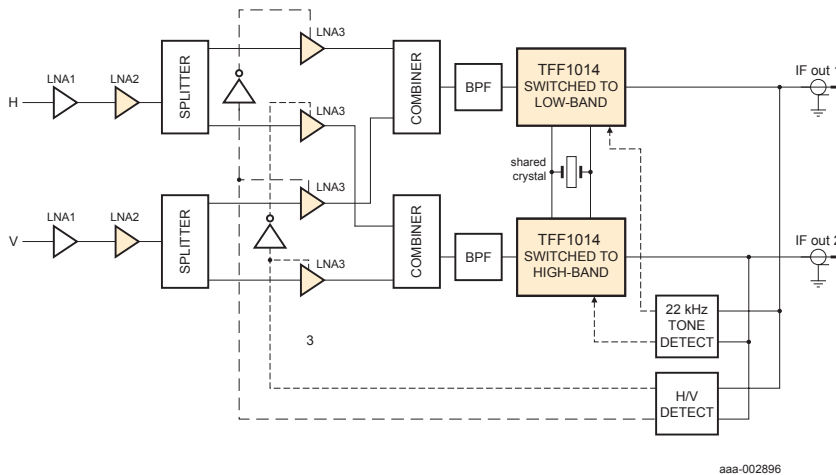 LNA3
LNA1
LNA2
H
SPLITTER
COMBINER
BPF
TFF1014
SWITCHED TO
LOW-BAND
IF out 1
LNA3
shared
crystal
LNA3
LNA1
LNA2
V
SPLITTER
COMBINER
BPF
TFF1014
SWITCHED TO
HIGH-BAND
IF out 2
LNA3
22 kHz
TONE
DETECT
3
H/V
DETECT
aaa-002896